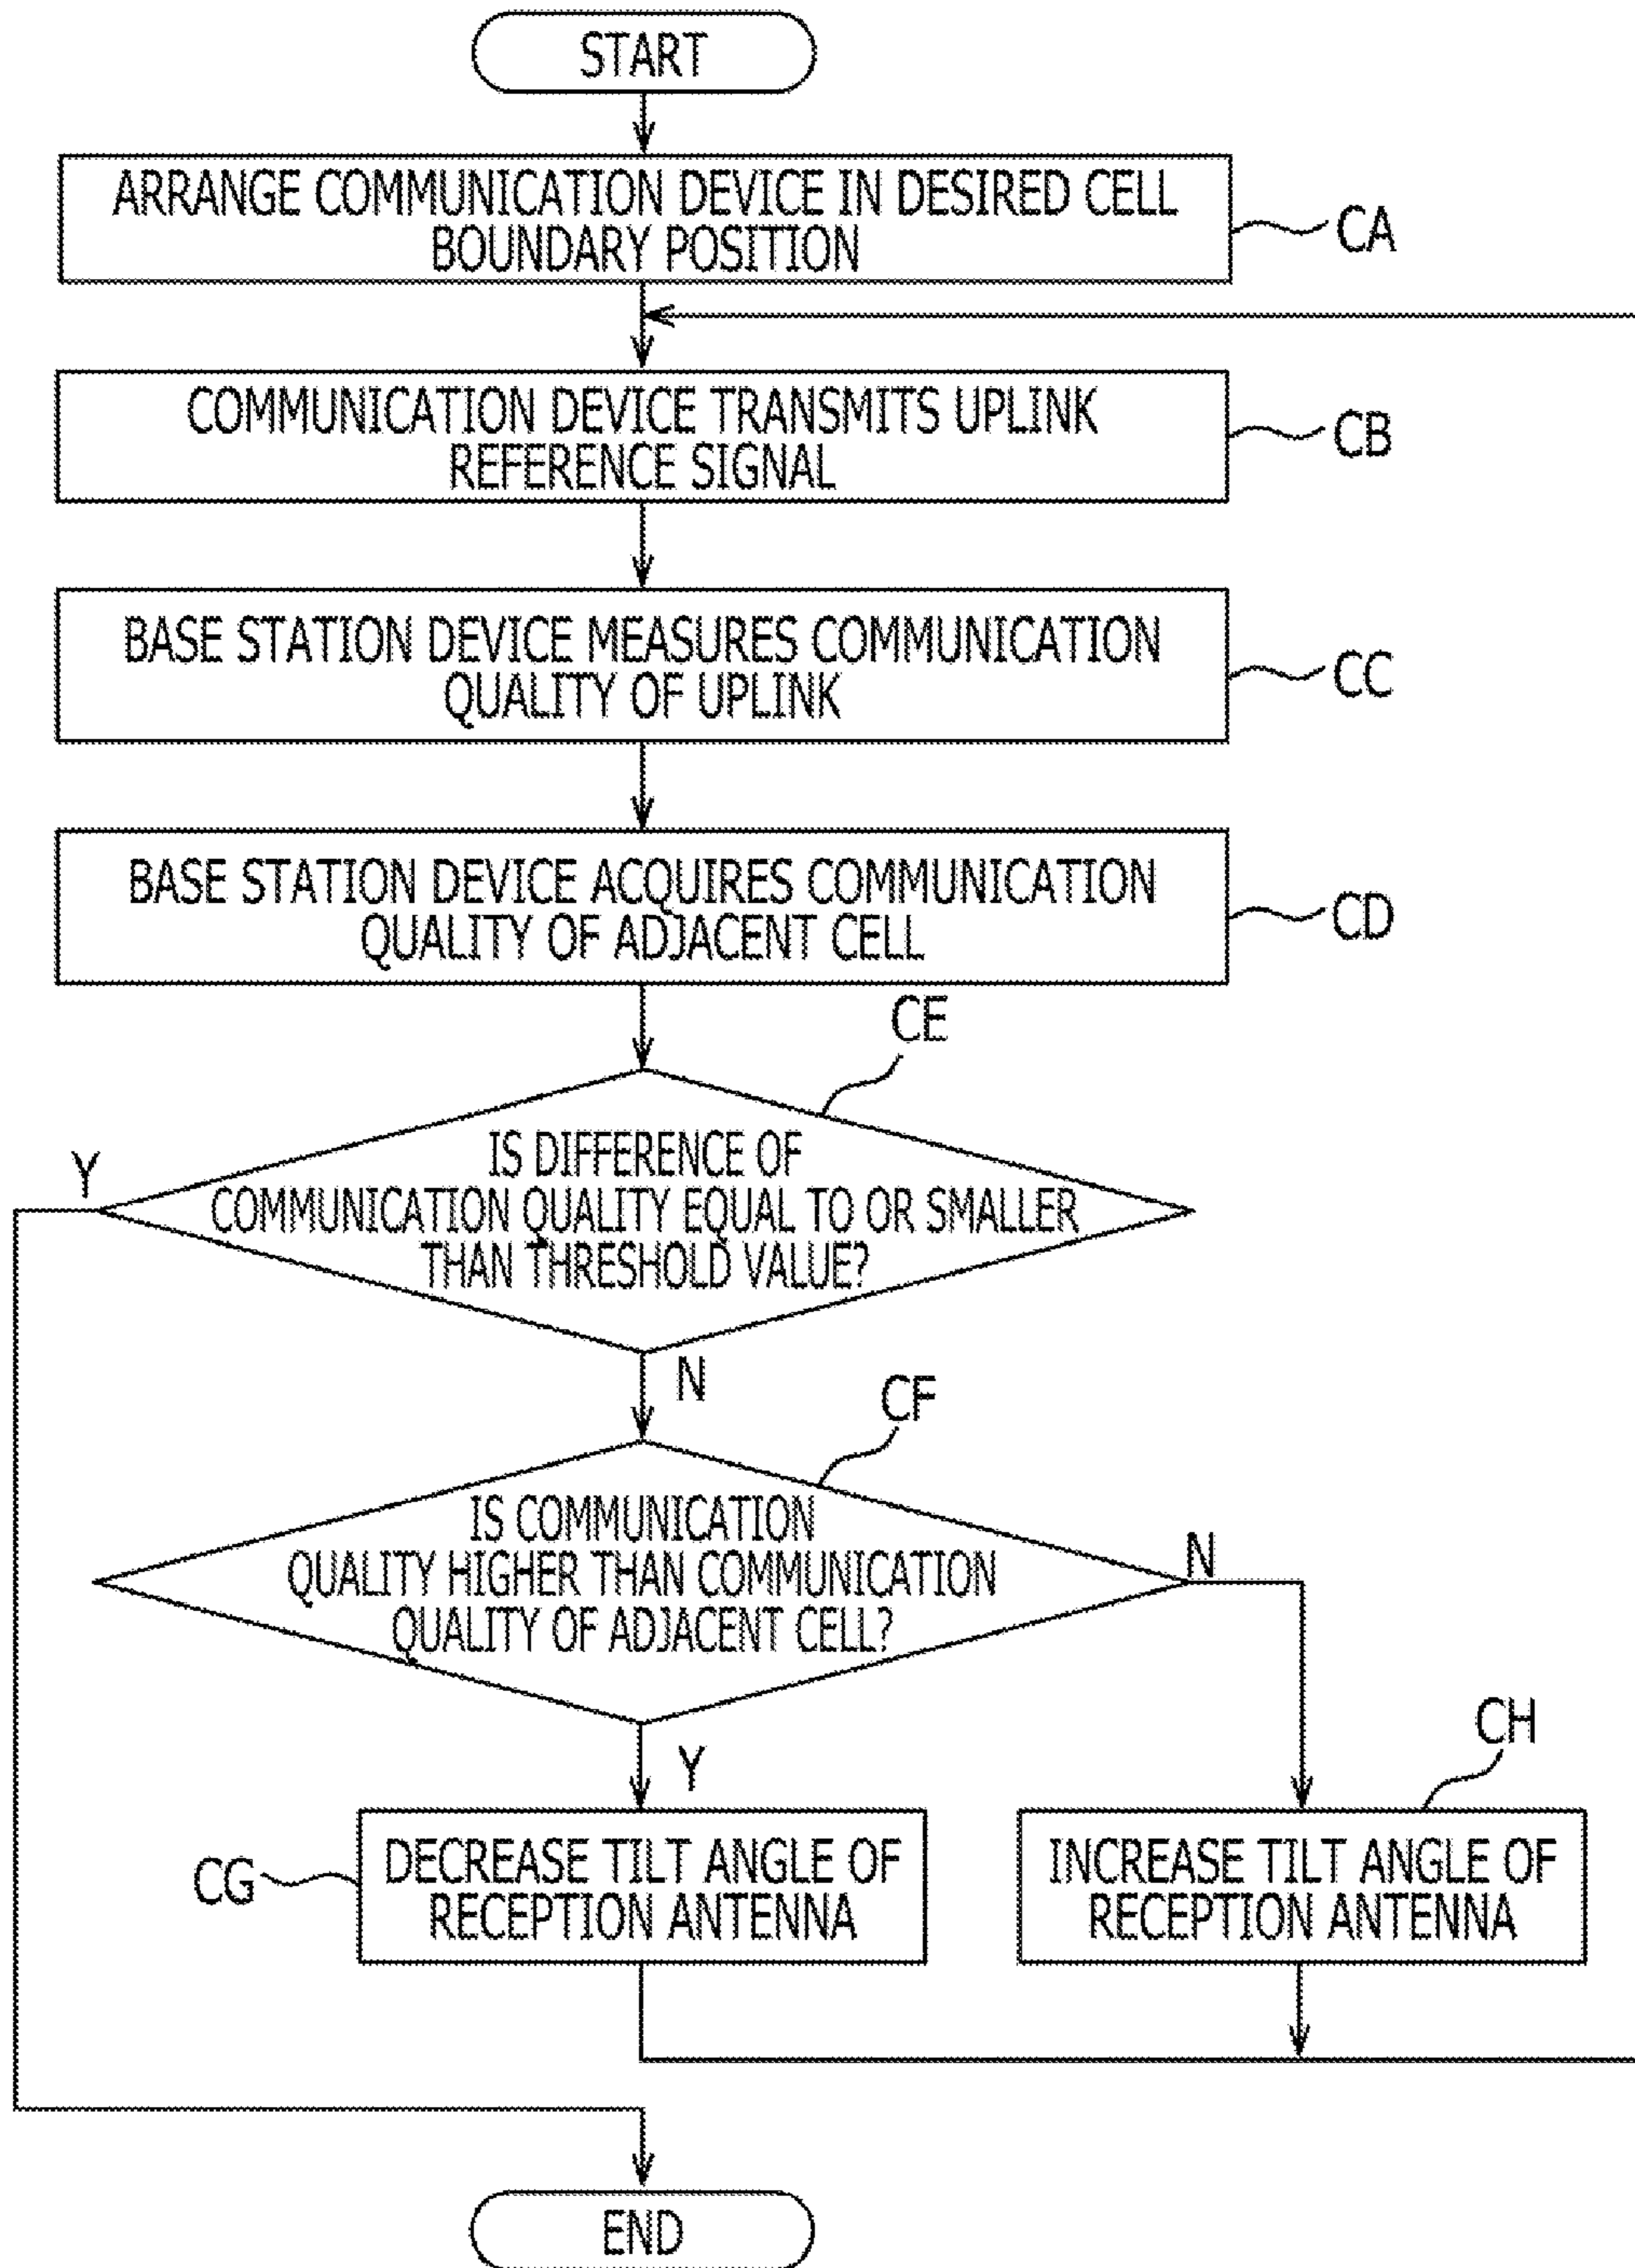 START
ARRANGE COMMUNICATION DEVICE IN DESIRED CELL
BOUNDARY POSITION
CA
COMMUNICATION DEVICE TRANSMITS UPLINK
REFERENCE SIGNAL
CB
BASE STATION DEVICE MEASURES COMMUNICATION
QUALITY OF UPLINK
CC
BASE STATION DEVICE ACQUIRES COMMUNICATION
QUALITY OF ADJACENT CELL
CD
CE
Y
IS DIFFERENCE OF
COMMUNICATION QUALITY EQUAL TO OR SMALLER
THAN THRESHOLD VALUE?
N
CF
IS COMMUNICATION
QUALITY HIGHER THAN COMMUNICATION
QUALITY OF ADJACENT CELL?
N
Y
CH
CG
DECREASE TILT ANGLE OF
RECEPTION ANTENNA
INCREASE TILT ANGLE OF
RECEPTION ANTENNA
END